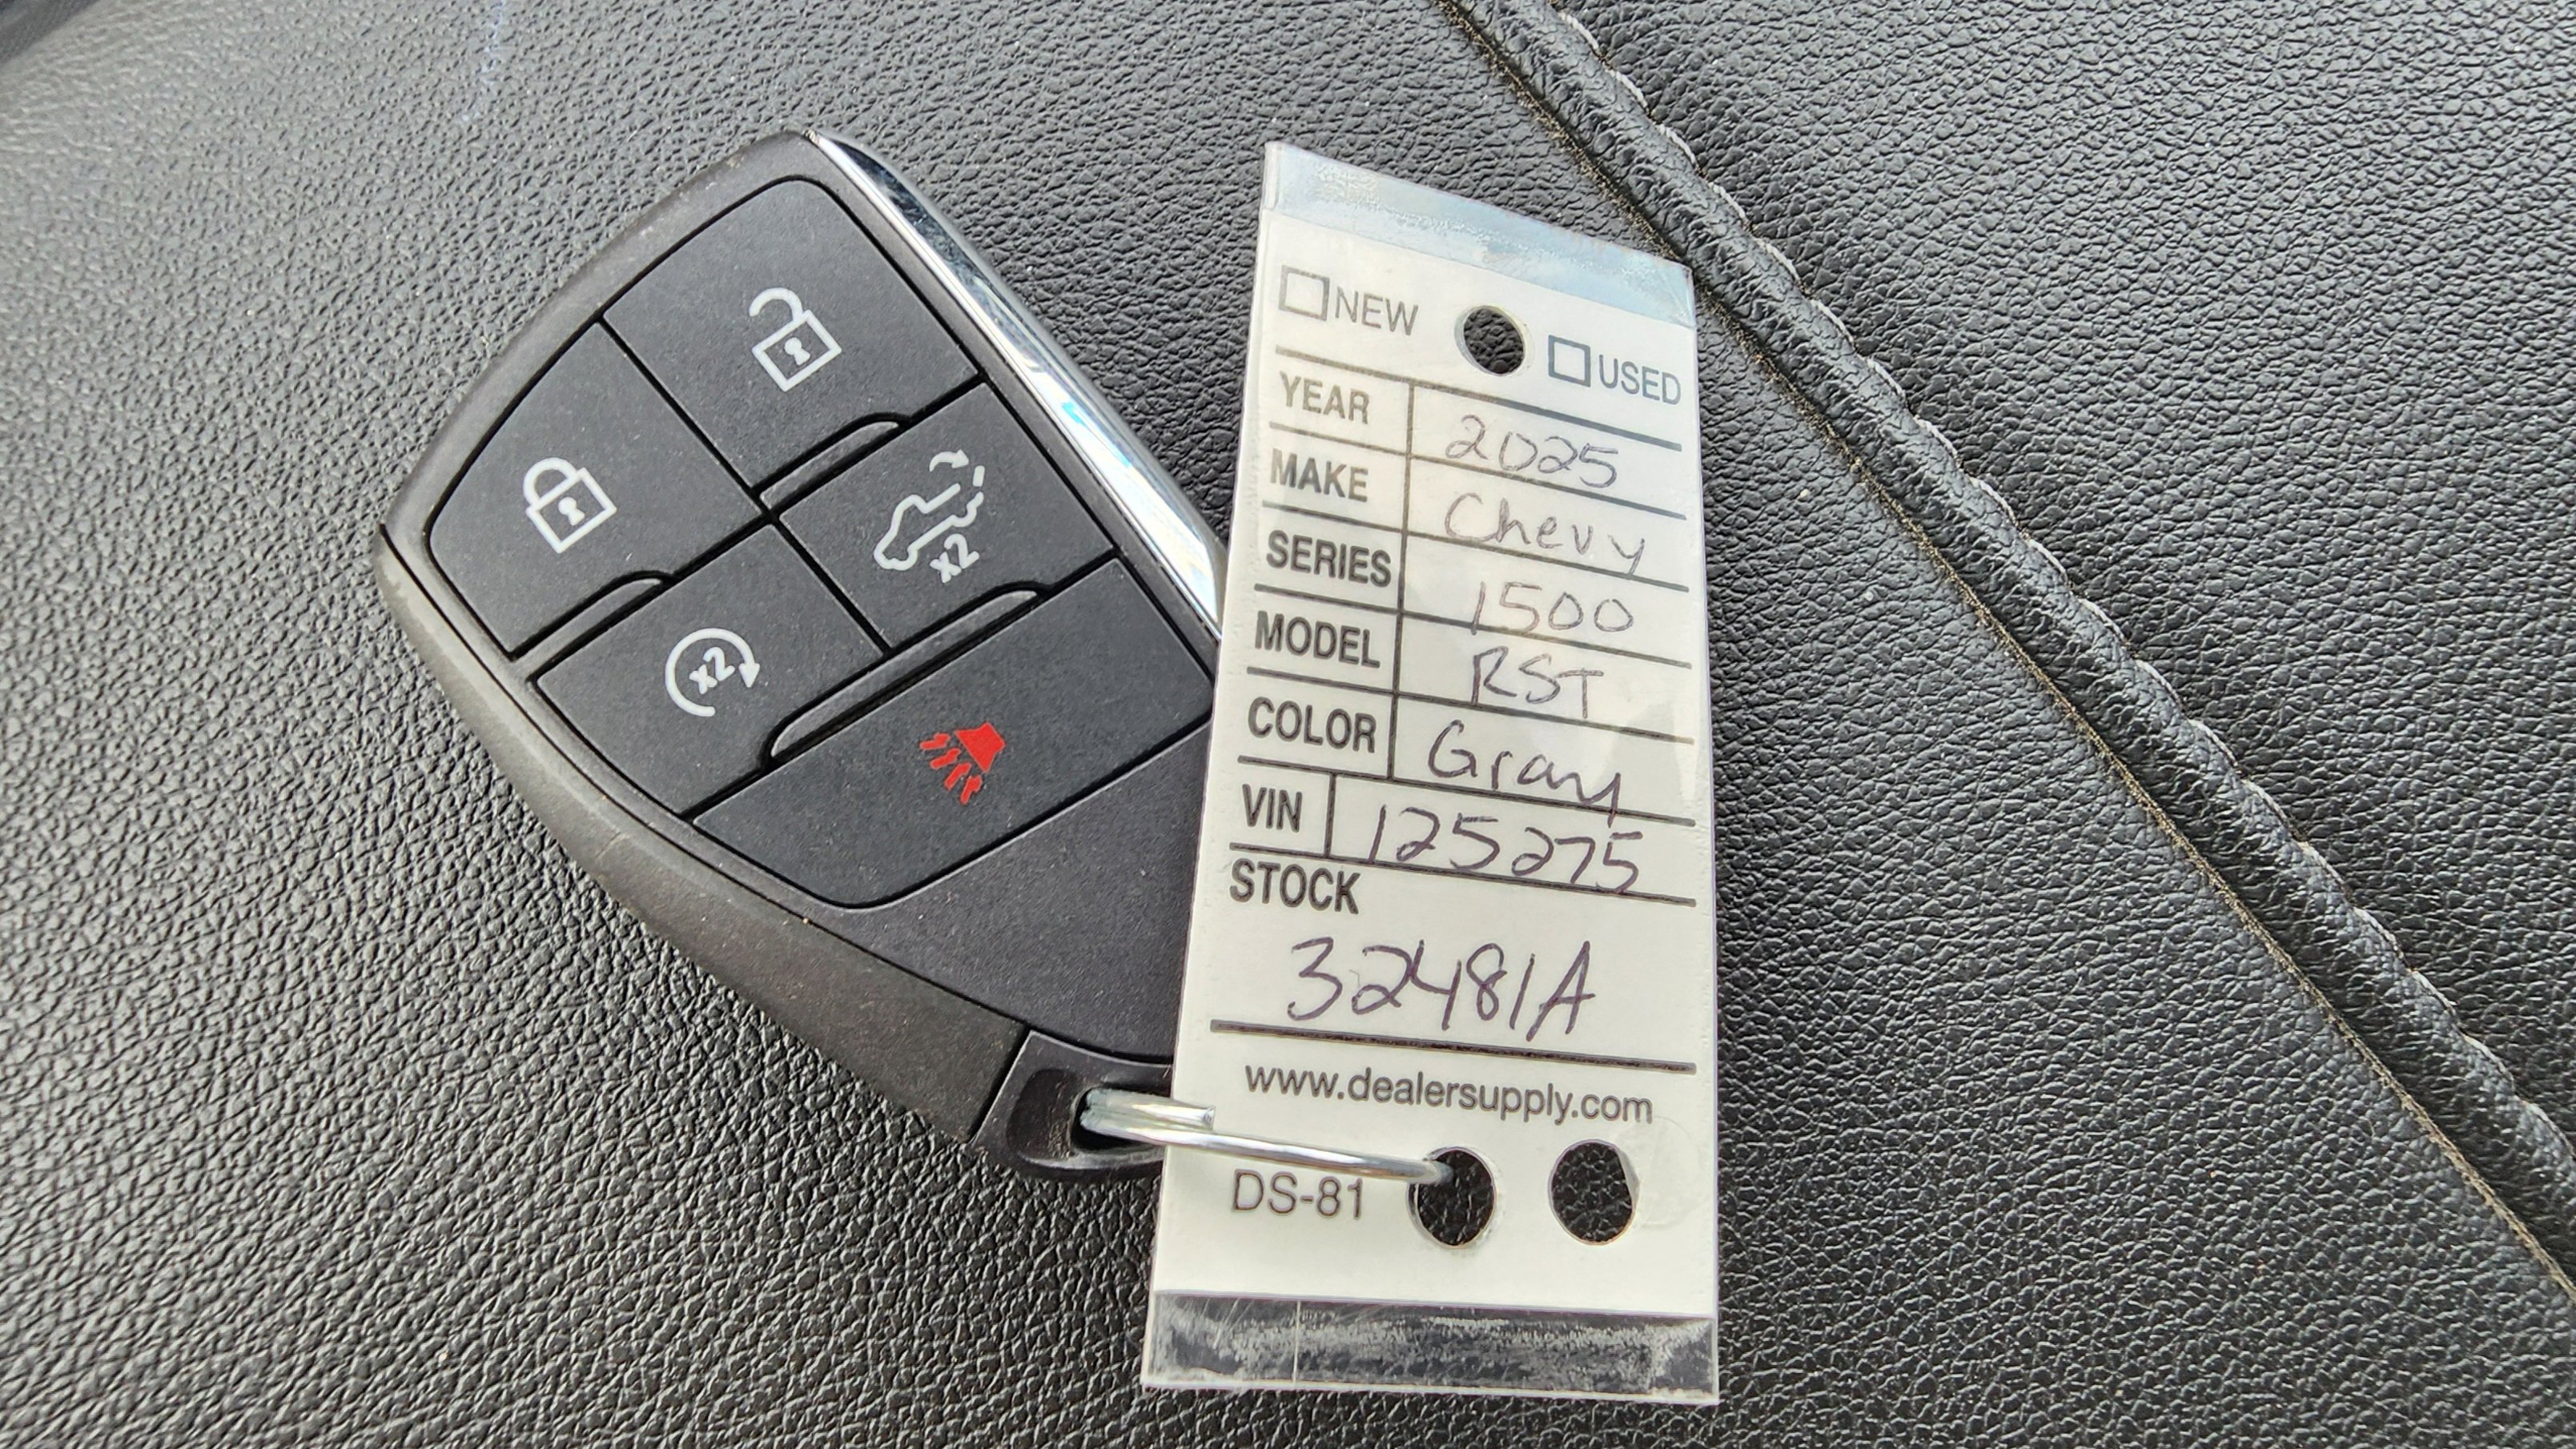 NEW USED
YEAR 2025
MAKE Chevy
SERIES 1500
MODEL RST
COLOR Gray
VIN 125275
STOCK
32481A
www.dealersupply.com
DS-81
x2
x2